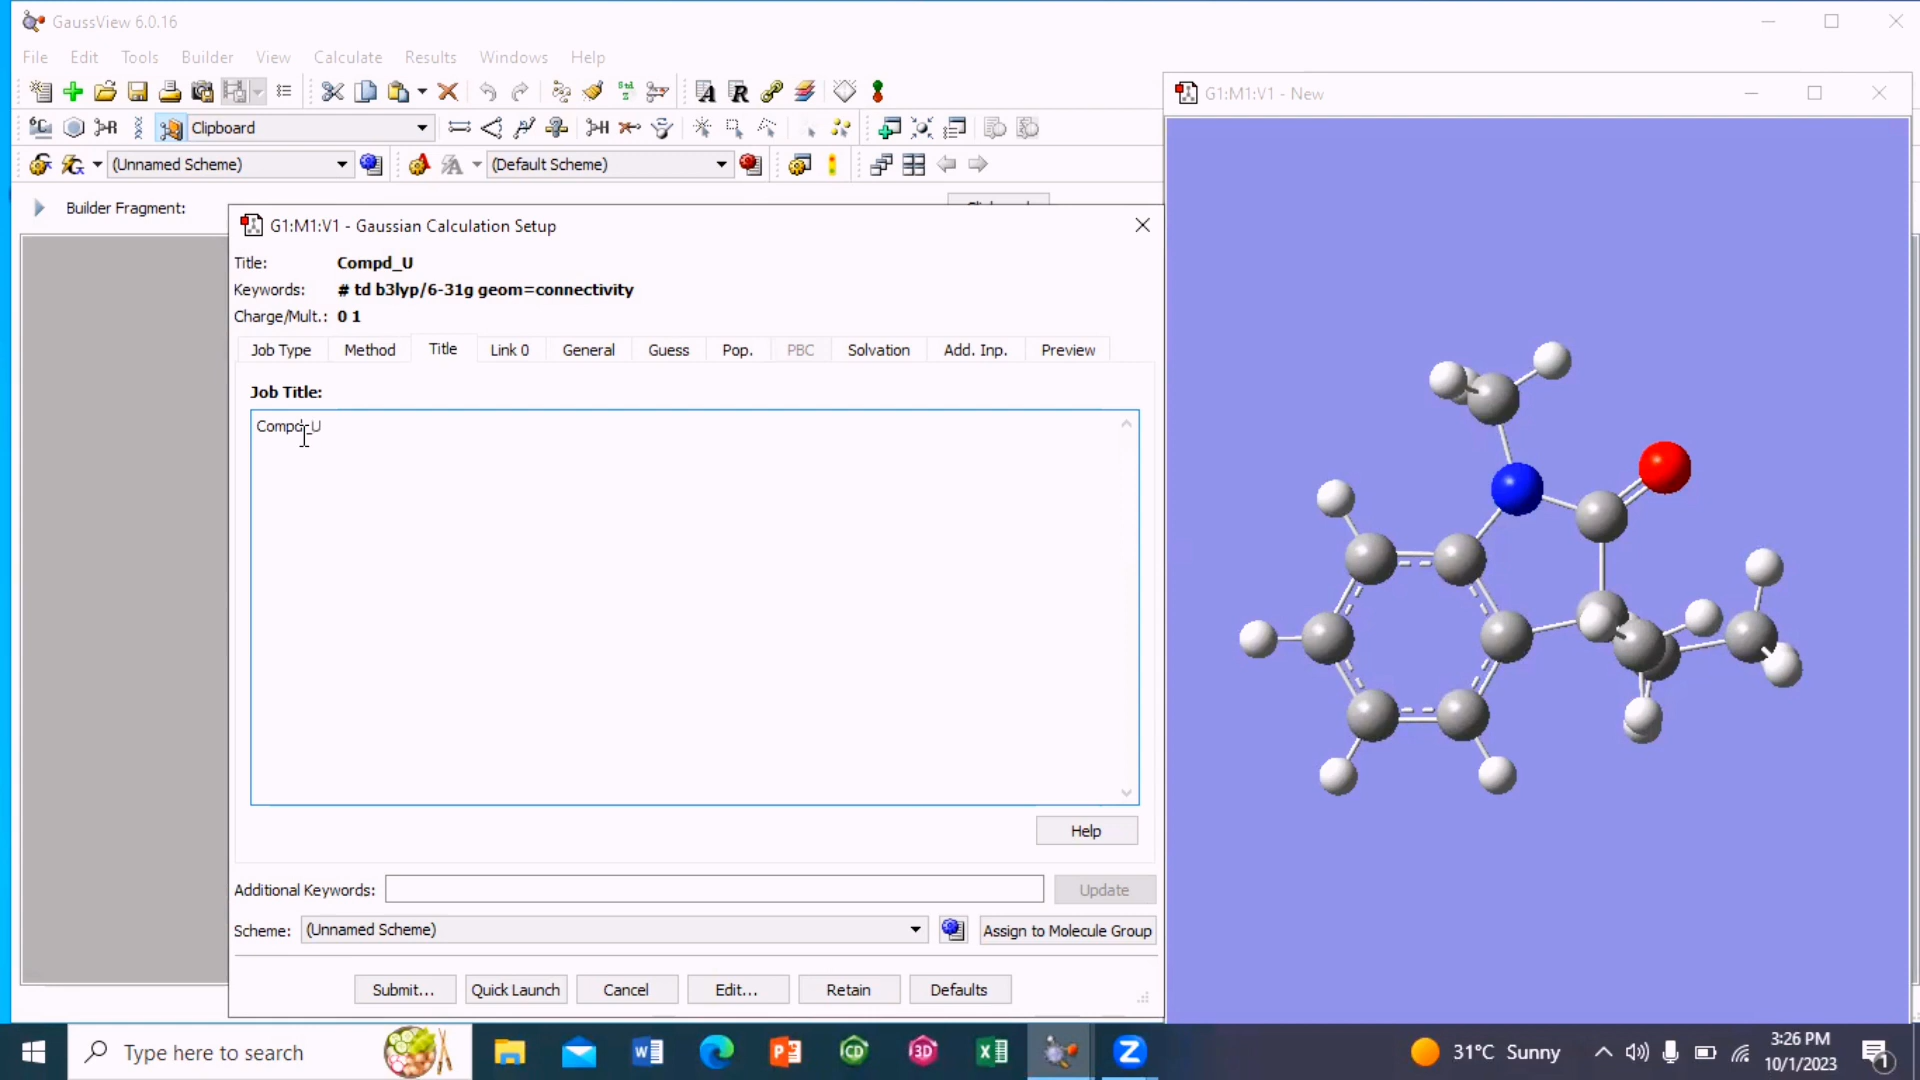 GaussView 6.0.16
File Edit Tools Builder View Calculate Results Windows Help
G1:M1:V1 - New
Clipboard
(Unnamed Scheme) (Default Scheme)
Builder Fragment:
G1:M1:V1 - Gaussian Calculation Setup
Title: Compd_U
Keywords: # td b3lyp/6-31g geom=connectivity
Charge/Mult.: 0 1
Job Type Method Title Link 0 General Guess Pop. PBC Solvation Add. Inp. Preview
Job Title:
Compd_U
Help
Additional Keywords: Update
Scheme: (Unnamed Scheme) Assign to Molecule Group
Submit... Quick Launch Cancel Edit... Retain Defaults
Type here to search
31°C Sunny
3:26 PM
10/1/2023